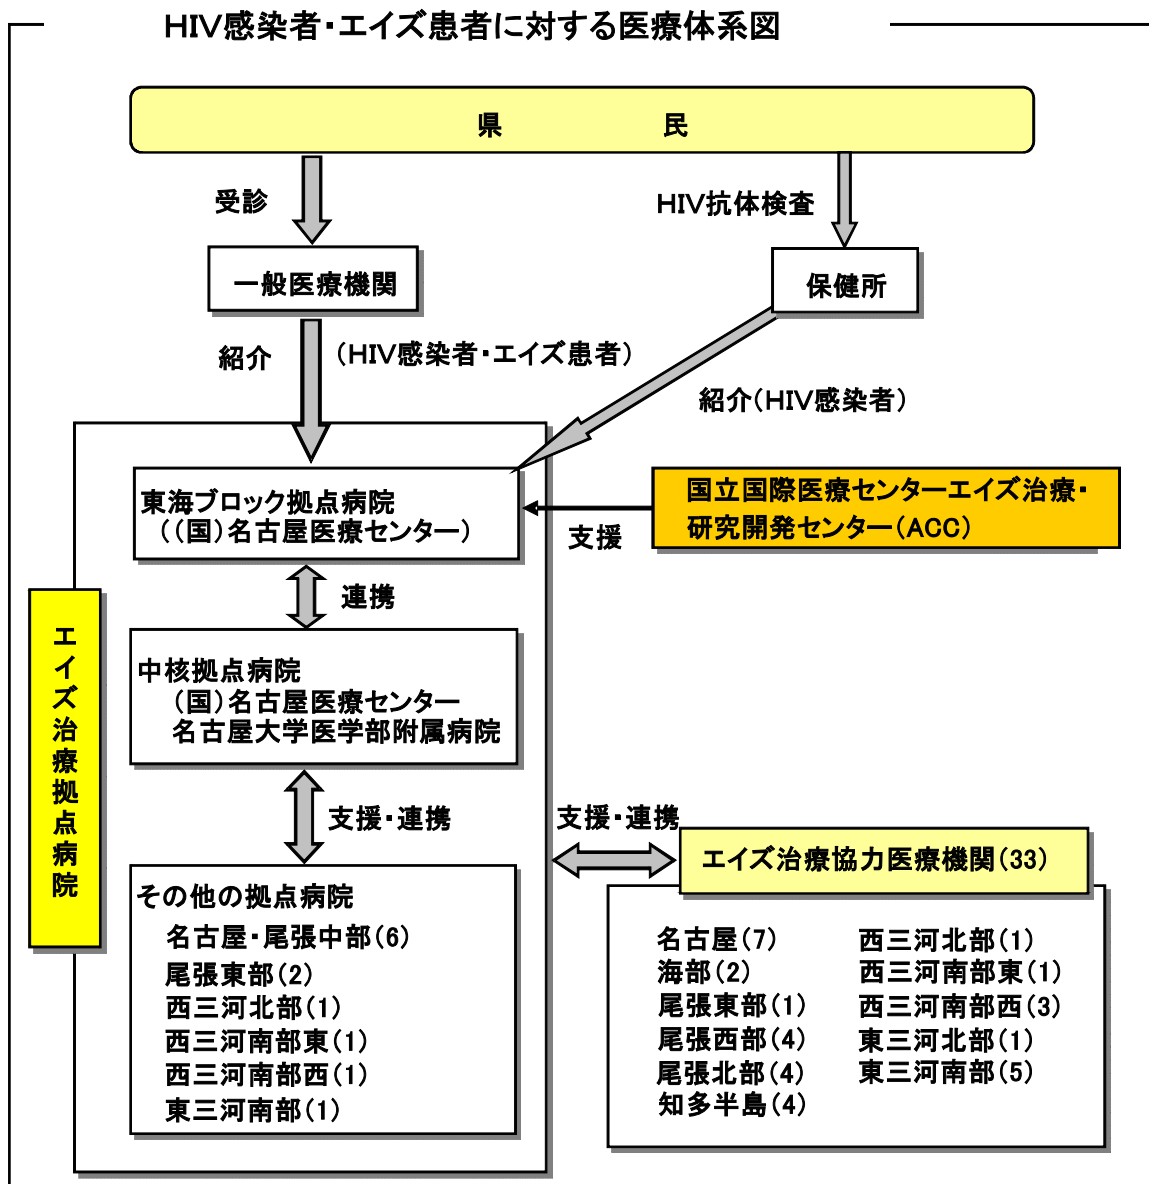 HIV感染者・エイズ患者に対する医療体系図
県　　　民
受診
HIV抗体検査
一般医療機関
保健所
紹介
(HIV感染者・エイズ患者)
紹介(HIV感染者)
東海ブロック拠点病院
((国)名古屋医療センター)
国立国際医療センターエイズ治療・
研究開発センター(ACC)
支援
連携
エイズ治療拠点病院
中核拠点病院
(国)名古屋医療センター
名古屋大学医学部附属病院
支援・連携
支援・連携
エイズ治療協力医療機関(33)
その他の拠点病院
名古屋・尾張中部(6)
尾張東部(2)
西三河北部(1)
西三河南部東(1)
西三河南部西(1)
東三河南部(1)
名古屋(7)
海部(2)
尾張東部(1)
尾張西部(4)
尾張北部(4)
知多半島(4)
西三河北部(1)
西三河南部東(1)
西三河南部西(3)
東三河北部(1)
東三河南部(5)